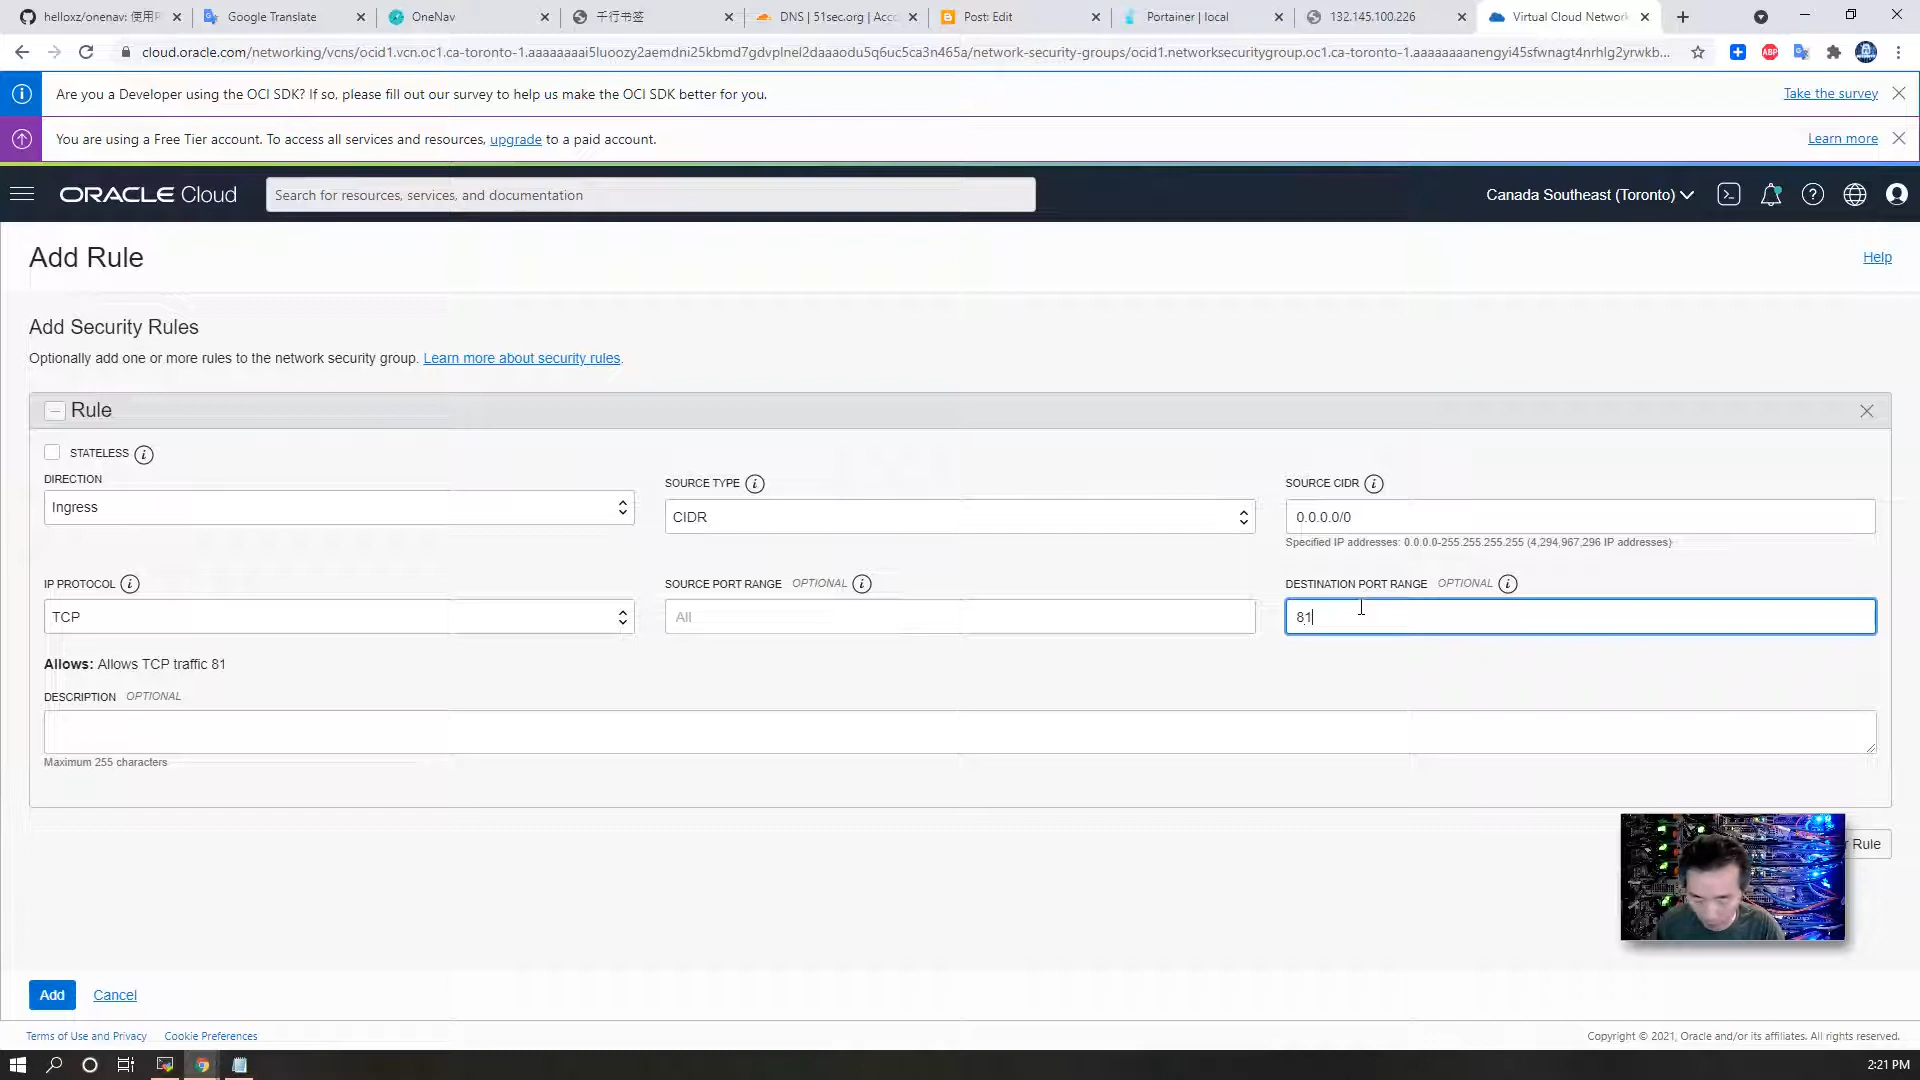 helloxz/onenav: 使用P
Google Translate
OneNav
千行书签
DNS | 51sec.org | Acco
Post: Edit
Portainer | local
132.145.100.226
Virtual Cloud Network
cloud.oracle.com/networking/vcns/ocid1.vcn.oc1.ca-toronto-1.aaaaaaaai5luoozy2aemdni25kbmd7gdvplnel2daaaodu5q6uc5ca3n465a/network-security-groups/ocid1.networksecuritygroup.oc1.ca-toronto-1.aaaaaaaanengyi45sfwnagt4nrhlg2yrwkb...
ABP
Are you a Developer using the OCI SDK? If so, please fill out our survey to help us make the OCI SDK better for you.
Take the survey
You are using a Free Tier account. To access all services and resources, upgrade to a paid account.
Learn more
ORACLE Cloud
Search for resources, services, and documentation
Canada Southeast (Toronto)
Add Rule
Help
Add Security Rules
Optionally add one or more rules to the network security group. Learn more about security rules.
Rule
STATELESS
DIRECTION
Ingress
SOURCE TYPE
CIDR
SOURCE CIDR
0.0.0.0/0
Specified IP addresses: 0.0.0.0-255.255.255.255 (4,294,967,296 IP addresses)
IP PROTOCOL
TCP
SOURCE PORT RANGE OPTIONAL
All
DESTINATION PORT RANGE OPTIONAL
81
Allows: Allows TCP traffic 81
DESCRIPTION OPTIONAL
Maximum 255 characters
Rule
Add
Cancel
Terms of Use and Privacy
Cookie Preferences
Copyright © 2021, Oracle and/or its affiliates. All rights reserved.
2:21 PM